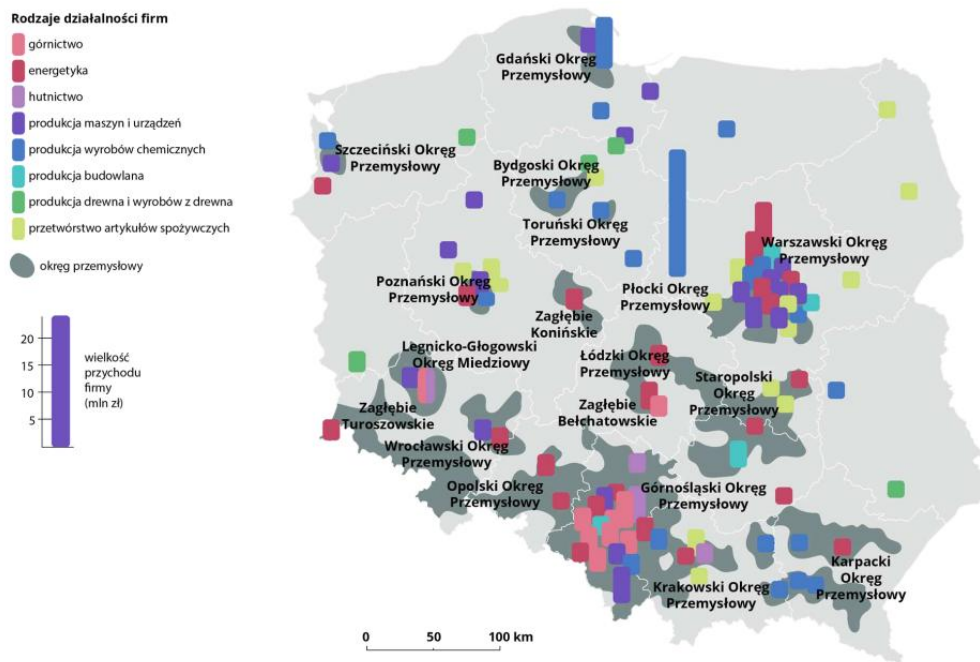 Rodzaje działalności firm
górnictwo
energetyka
hutnictwo
produkcja maszyn i urządzeń
produkcja wyrobów chemicznych
produkcja budowlana
produkcja drewna i wyrobów z drewna
przetwórstwo artykułów spożywczych
okręg przemysłowy
20
15
10
5
wielkość
przychodu
firmy
(mln zł)
Gdański Okręg
Przemysłowy
Szczeciński Okręg
Przemysłowy
Bydgoski Okręg
Przemysłowy
Toruński Okręg
Przemysłowy
Warszawski Okręg
Przemysłowy
Poznański Okręg
Przemysłowy
Płocki Okręg
Przemysłowy
Zagłębie
Konińskie
Legnicko-Głogowski
Okręg Miedziowy
Łódzki Okręg
Przemysłowy
Staropolski
Okręg
Przemysłowy
Zagłębie
Turoszowskie
Zagłębie
Bełchatowskie
Wrocławski Okręg
Przemysłowy
Opolski Okręg
Przemysłowy
Górnośląski Okręg
Przemysłowy
Karpacki
Okręg
Przemysłowy
Krakowski Okręg
Przemysłowy
0 50 100 km